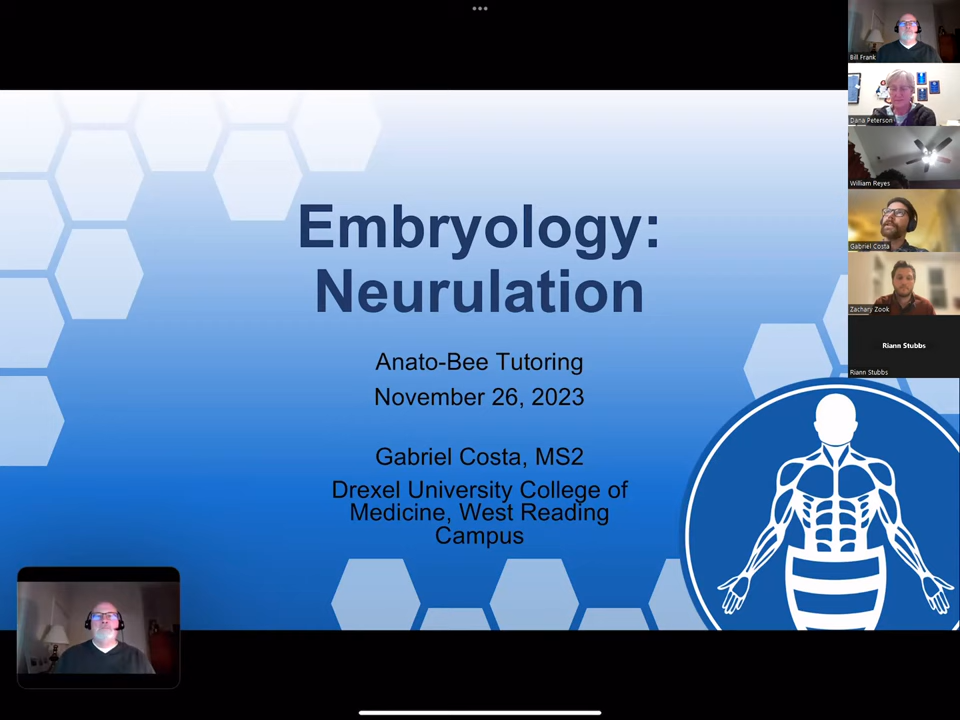 Embryology:
Neurulation
Anato-Bee Tutoring
November 26, 2023
Gabriel Costa, MS2
Drexel University College of
Medicine, West Reading
Campus
Bill Frank
Dana Peterson
William Reyes
Gabriel Costa
Zachary Zook
Riann Stubbs
Riann Stubbs